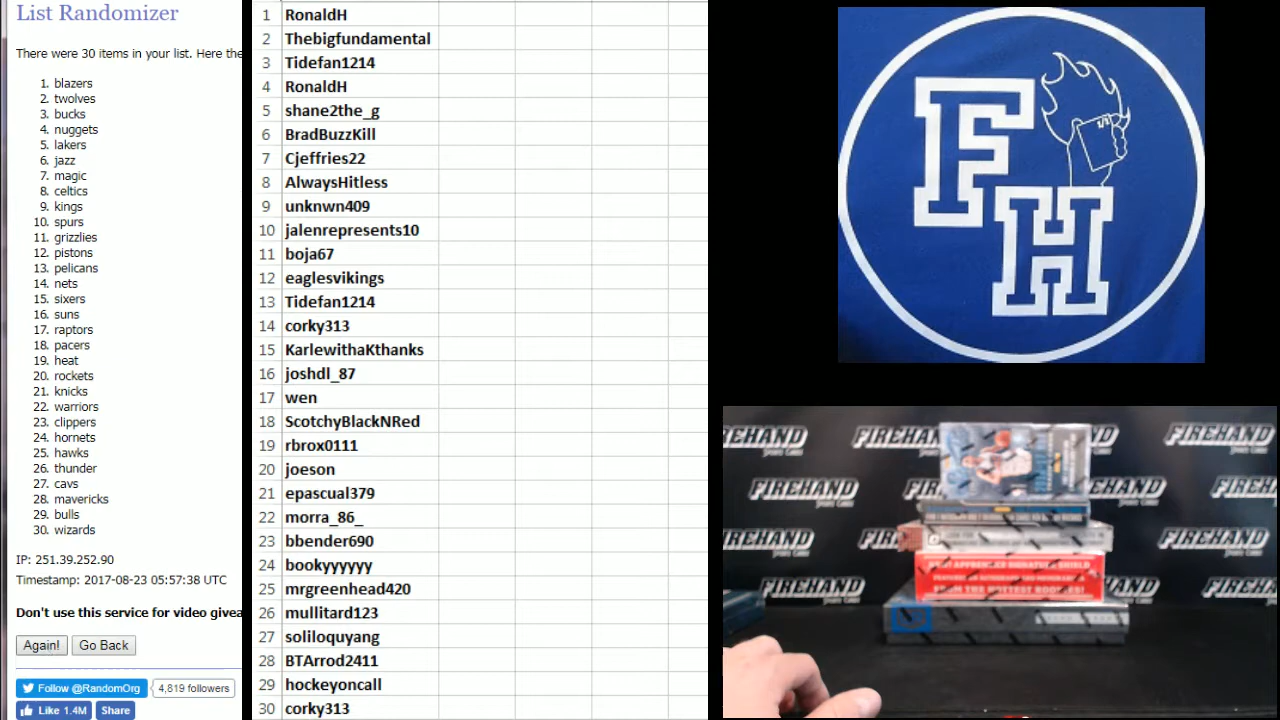 List Randomizer
There were 30 items in your list. Here the
1. blazers
2. twolves
3. bucks
4. nuggets
5. lakers
6. jazz
7. magic
8. celtics
9. kings
10. spurs
11. grizzlies
12. pistons
13. pelicans
14. nets
15. sixers
16. suns
17. raptors
18. pacers
19. heat
20. rockets
21. knicks
22. warriors
23. clippers
24. hornets
25. hawks
26. thunder
27. cavs
28. mavericks
29. bulls
30. wizards
IP: 251.39.252.90
Timestamp: 2017-08-23 05:57:38 UTC
Don't use this service for video givea
Again! Go Back
Follow @RandomOrg 4,819 followers
Like 1.4M Share
1 RonaldH
2 Thebigfundamental
3 Tidefan1214
4 RonaldH
5 shane2the_g
6 BradBuzzKill
7 Cjeffries22
8 AlwaysHitless
9 unknwn409
10 jalenrepresents10
11 boja67
12 eaglesvikings
13 Tidefan1214
14 corky313
15 KarlewithaKthanks
16 joshdl_87
17 wen
18 ScotchyBlackNRed
19 rbrox0111
20 joeson
21 epascual379
22 morra_86_
23 bbender690
24 bookyyyyyy
25 mrgreenhead420
26 mullitard123
27 soliloquyang
28 BTArrod2411
29 hockeyoncall
30 corky313
FH
1/1
FIREHAND
SIGNATURE SHIELD
FROM THE HOTTEST ROOKIES!